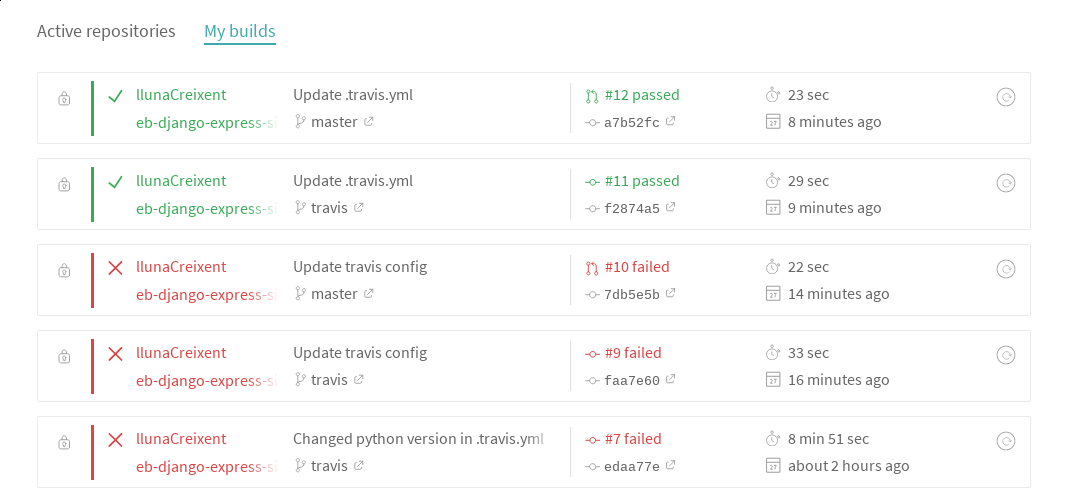 Active repositories My builds
llunaCreixent Update .travis.yml #12 passed 23 sec
eb-django-express-s master a7b52fc 8 minutes ago
llunaCreixent Update .travis.yml #11 passed 29 sec
eb-django-express-s travis f2874a5 9 minutes ago
llunaCreixent Update travis config #10 failed 22 sec
eb-django-express-s master 7db5e5b 14 minutes ago
llunaCreixent Update travis config #9 failed 33 sec
eb-django-express-s travis faa7e60 16 minutes ago
llunaCreixent Changed python version in .travis.yml #7 failed 8 min 51 sec
eb-django-express-s travis edaa77e about 2 hours ago